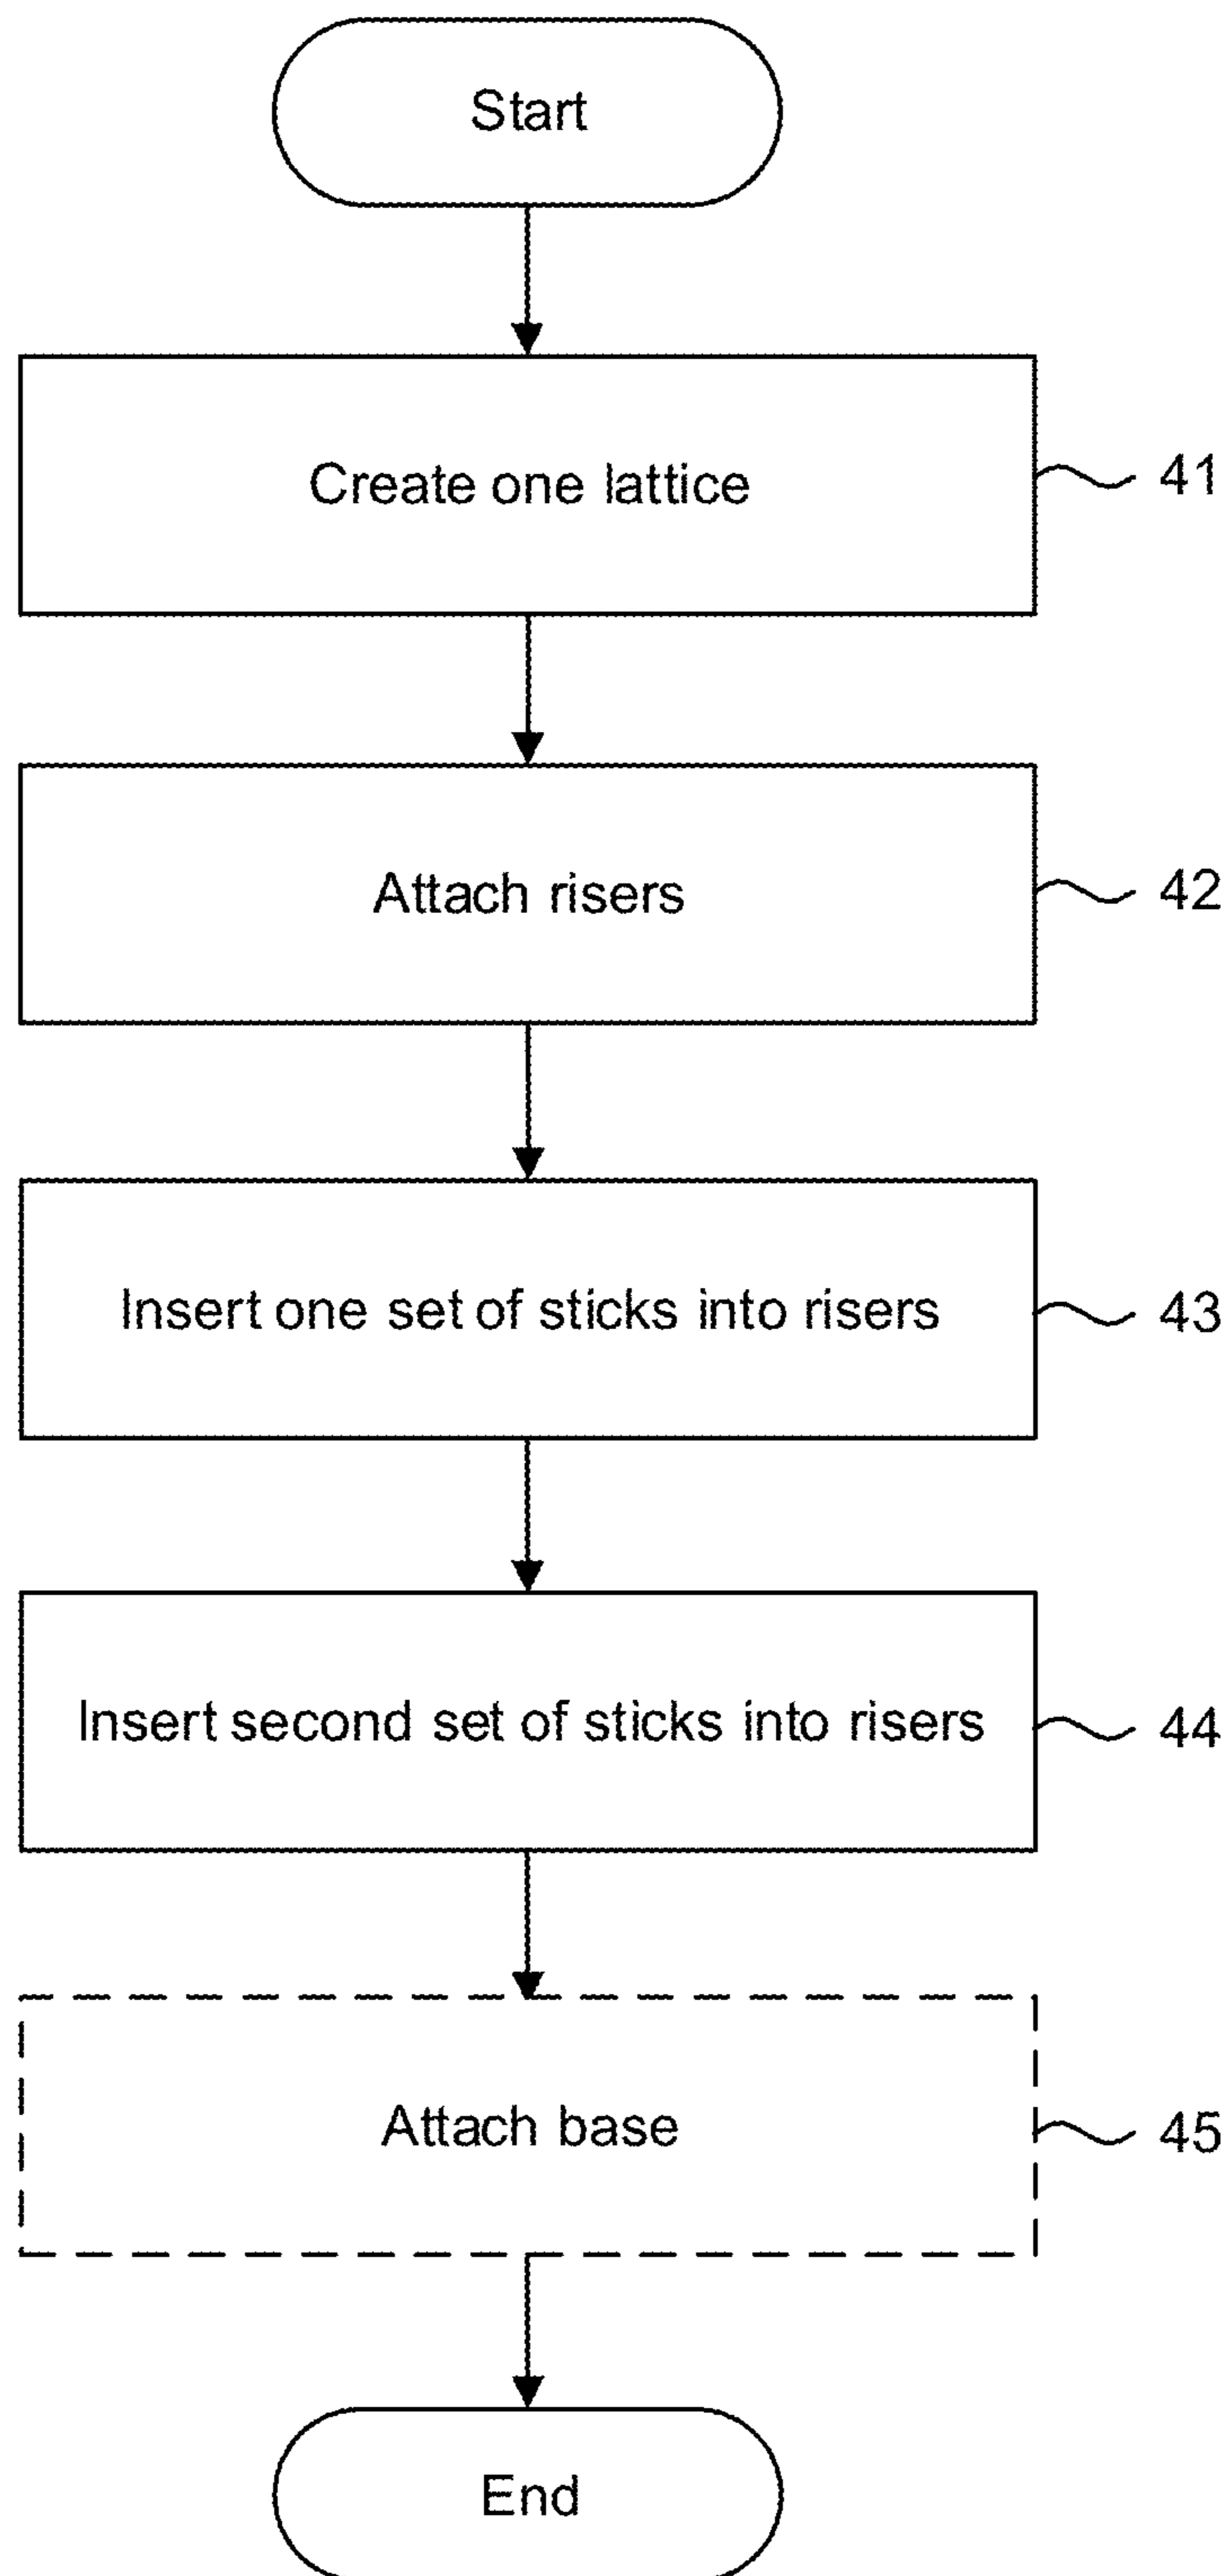 Start
Create one lattice
41
Attach risers
42
Insert one set of sticks into risers
43
Insert second set of sticks into risers
44
Attach base
45
End